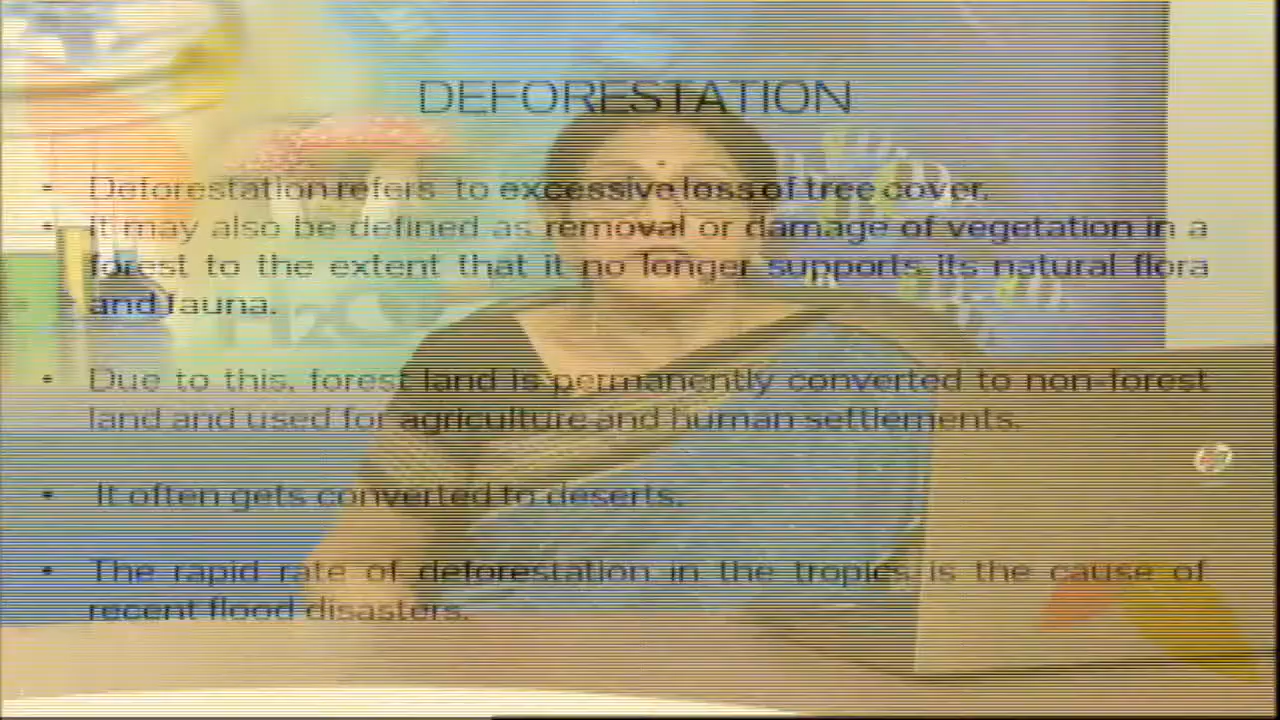 DEFORESTATION
• Deforestation refers to excessive loss of tree cover.
• It may also be defined as removal or damage of vegetation in a
forest to the extent that it no longer supports its natural flora
and fauna.
• Due to this, forest land is permanently converted to non-forest
land and used for agriculture and human settlements.
• It often gets converted to deserts.
• The rapid rate of deforestation in the tropics is the cause of
recent flood disasters.